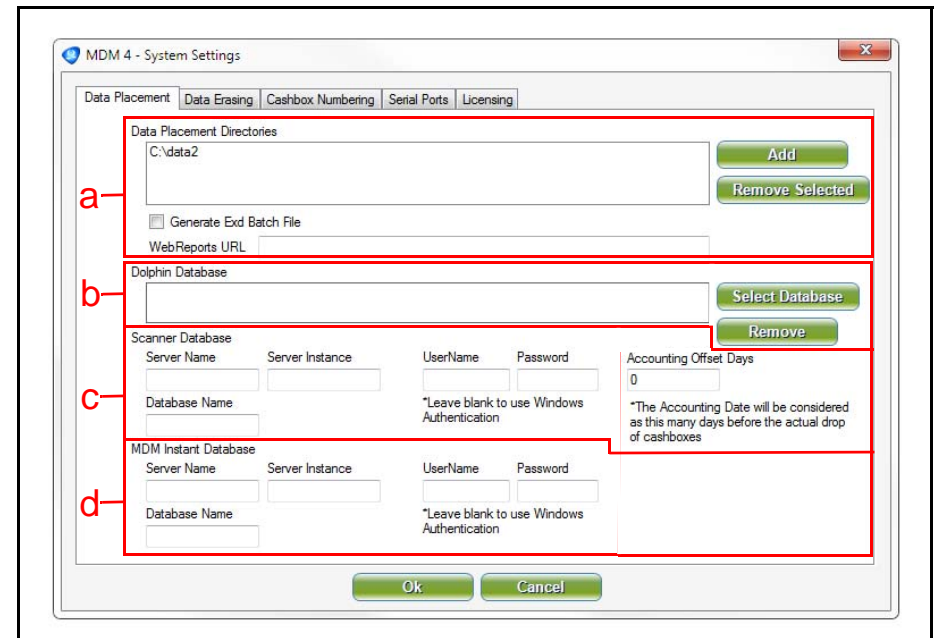 MDM 4 - System Settings
Data Placement Data Erasing Cashbox Numbering Serial Ports Licensing
Data Placement Directories
C:\data2
Add
Remove Selected
a
Generate Exd Batch File
WebReports URL
Dolphin Database
b
Select Database
Remove
Scanner Database
Server Name Server Instance UserName Password Accounting Offset Days
0
c
Database Name *Leave blank to use Windows
Authentication
*The Accounting Date will be considered
as this many days before the actual drop
of cashboxes
MDM Instant Database
Server Name Server Instance UserName Password
d
Database Name *Leave blank to use Windows
Authentication
Ok Cancel